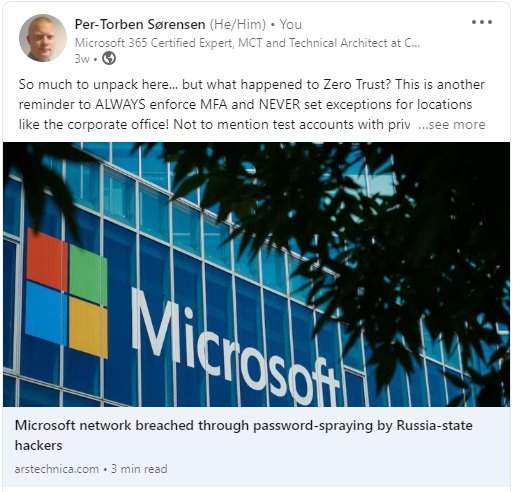 Per-Torben Sørensen (He/Him) • You
Microsoft 365 Certified Expert, MCT and Technical Architect at C...
3w •
So much to unpack here... but what happened to Zero Trust? This is another
reminder to ALWAYS enforce MFA and NEVER set exceptions for locations
like the corporate office! Not to mention test accounts with priv ...see more
Microsoft
Microsoft network breached through password-spraying by Russia-state
hackers
arstechnica.com • 3 min read